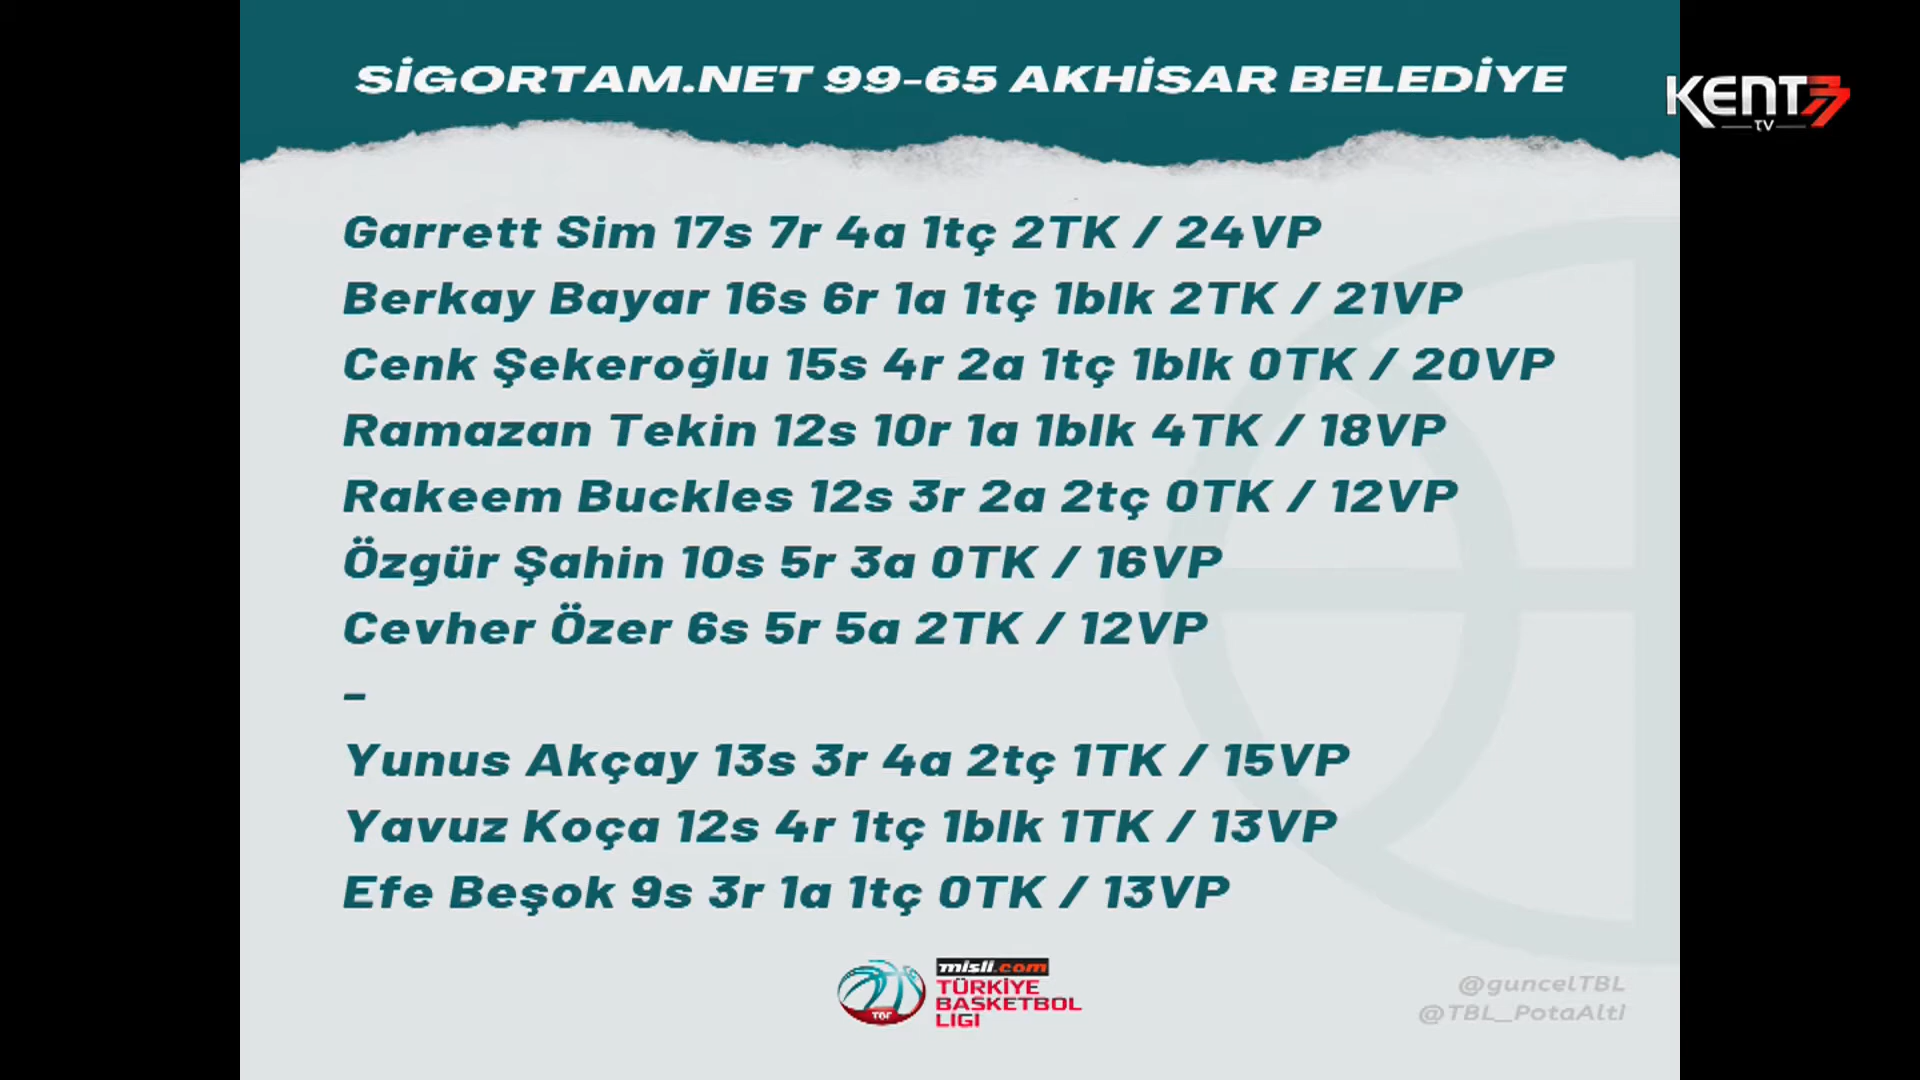 SİGORTAM.NET 99-65 AKHİSAR BELEDİYE
KENT
TV
Garrett Sim 17s 7r 4a 1tç 2TK / 24VP
Berkay Bayar 16s 6r 1a 1tç 1blk 2TK / 21VP
Cenk Şekeroğlu 15s 4r 2a 1tç 1blk 0TK / 20VP
Ramazan Tekin 12s 10r 1a 1blk 4TK / 18VP
Rakeem Buckles 12s 3r 2a 2tç 0TK / 12VP
Özgür Şahin 10s 5r 3a 0TK / 16VP
Cevher Özer 6s 5r 5a 2TK / 12VP
-
Yunus Akçay 13s 3r 4a 2tç 1TK / 15VP
Yavuz Koça 12s 4r 1tç 1blk 1TK / 13VP
Efe Beşok 9s 3r 1a 1tç 0TK / 13VP
misli.com
TÜRKİYE
BASKETBOL
LİGİ
TBF
@guncelTBL
@TBL_PotaAlti